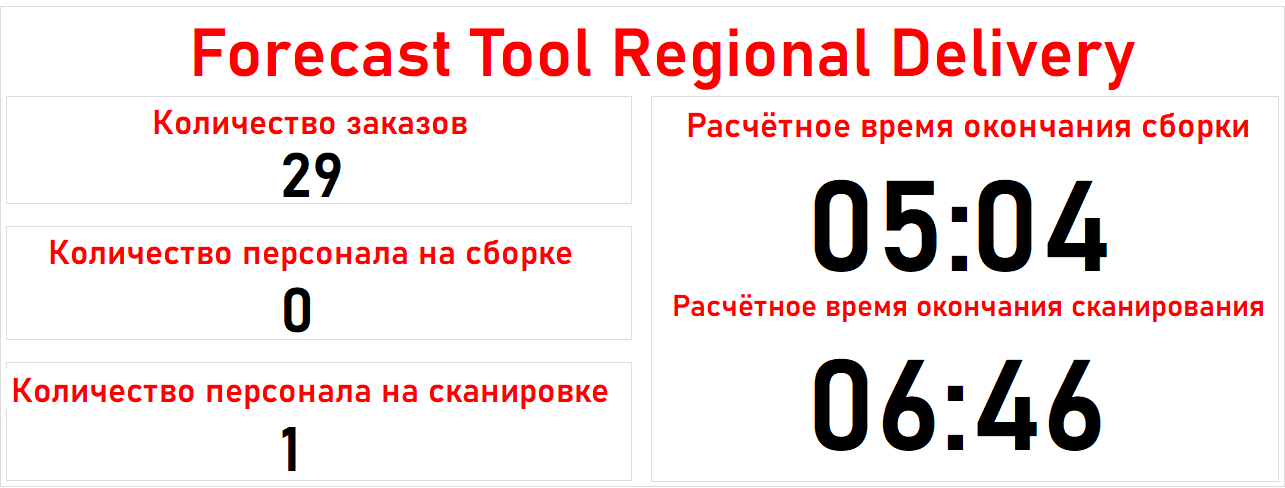 Forecast Tool Regional Delivery
Количество заказов
29
Количество персонала на сборке
0
Количество персонала на сканировке
1
Расчётное время окончания сборки
05:04
Расчётное время окончания сканирования
06:46